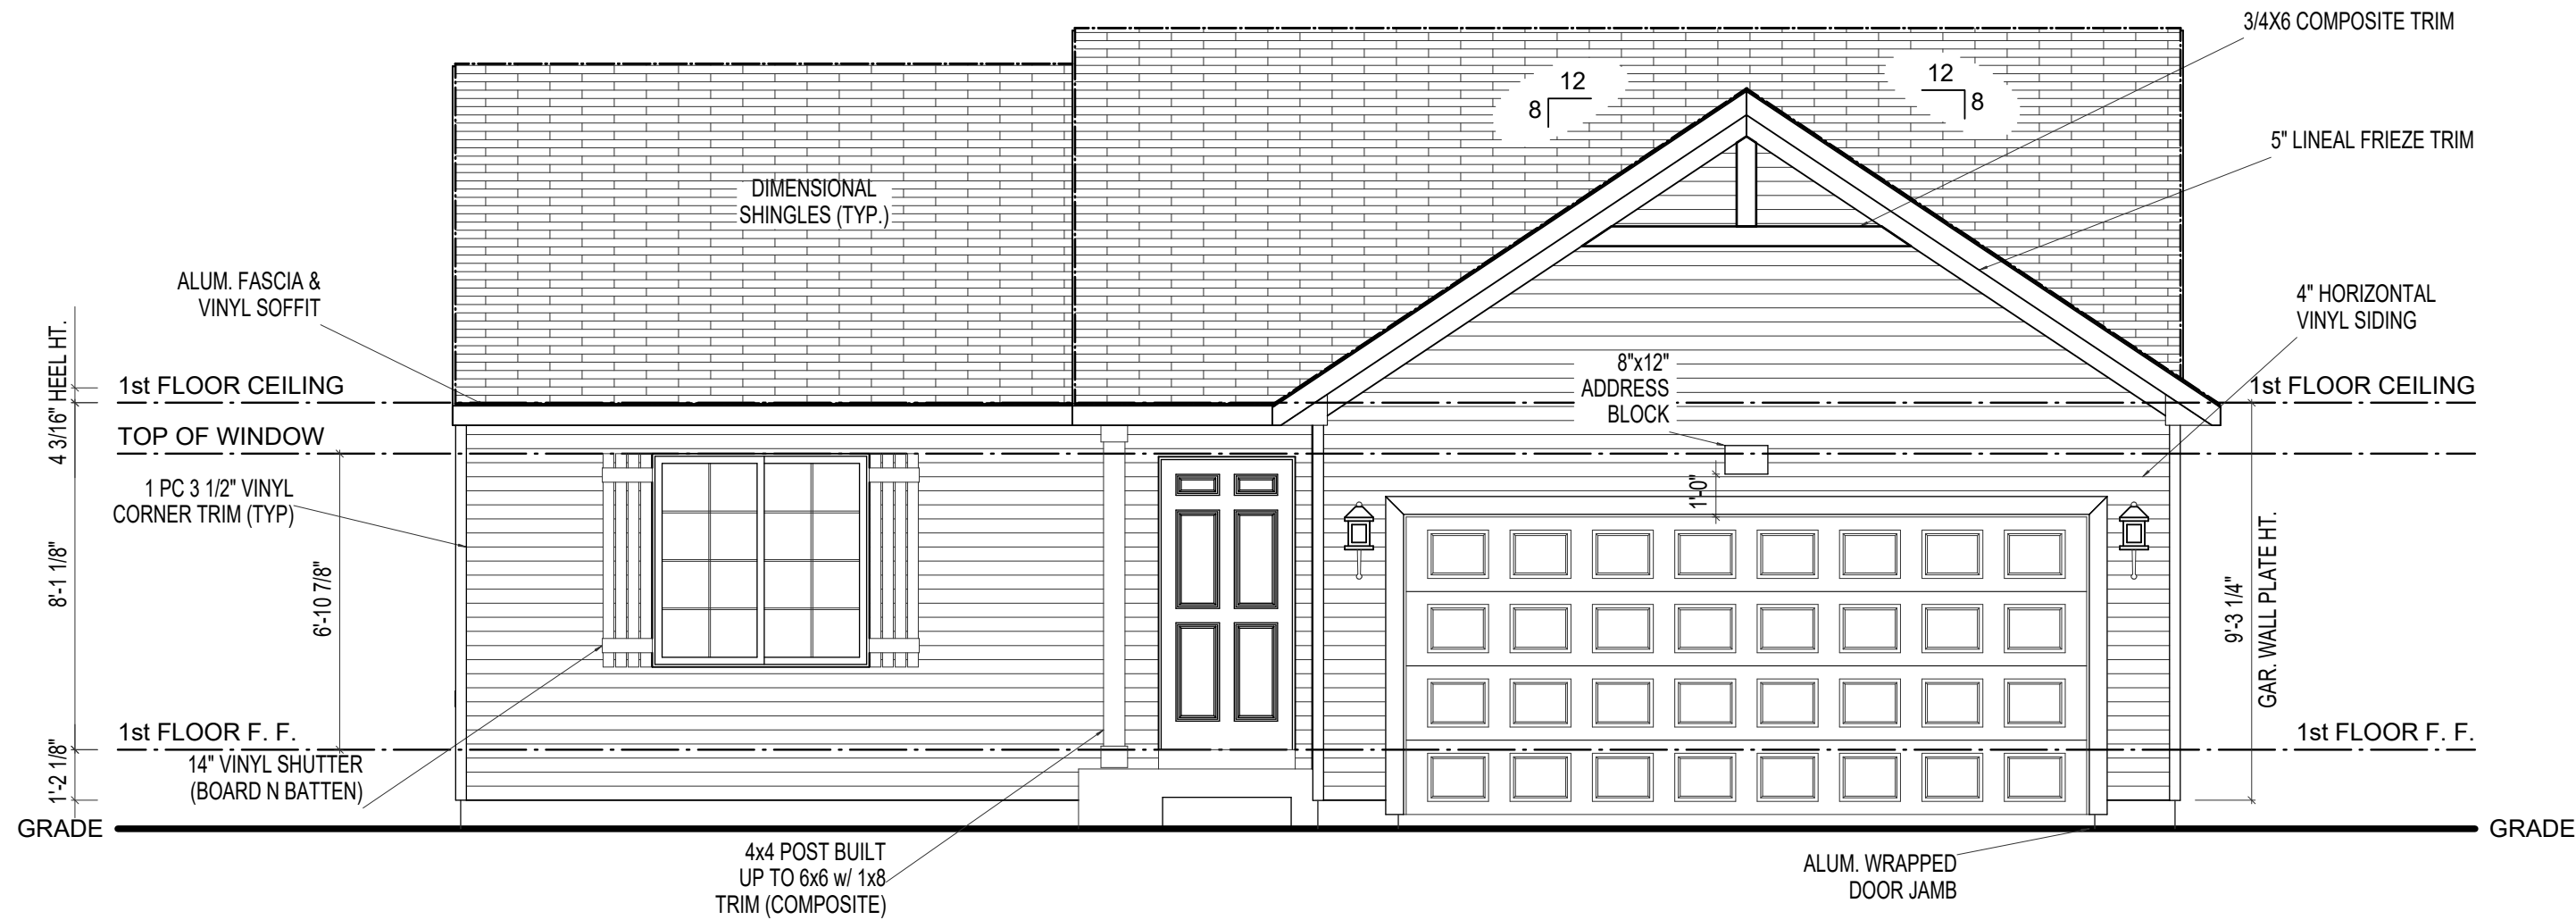 3/4X6 COMPOSITE TRIM
12
8
12
8
5" LINEAL FRIEZE TRIM
DIMENSIONAL
SHINGLES (TYP.)
ALUM. FASCIA &
VINYL SOFFIT
4" HORIZONTAL
VINYL SIDING
4 3/16" HEEL HT.
1st FLOOR CEILING
8"x12"
ADDRESS
BLOCK
1st FLOOR CEILING
TOP OF WINDOW
1 PC 3 1/2" VINYL
CORNER TRIM (TYP)
1'-0"
8'-1 1/8"
6'-10 7/8"
9'-3 1/4"
GAR. WALL PLATE HT.
1st FLOOR F. F.
1st FLOOR F. F.
1'-2 1/8"
14" VINYL SHUTTER
(BOARD N BATTEN)
GRADE
GRADE
4x4 POST BUILT
UP TO 6x6 w/ 1x8
TRIM (COMPOSITE)
ALUM. WRAPPED
DOOR JAMB